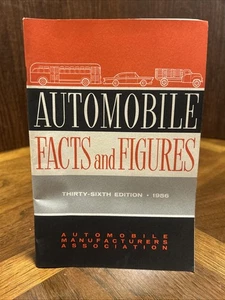 AUTOMOBILE
FACTS and FIGURES
THIRTY-SIXTH EDITION • 1956
AUTOMOBILE
MANUFACTURERS
ASSOCIATION